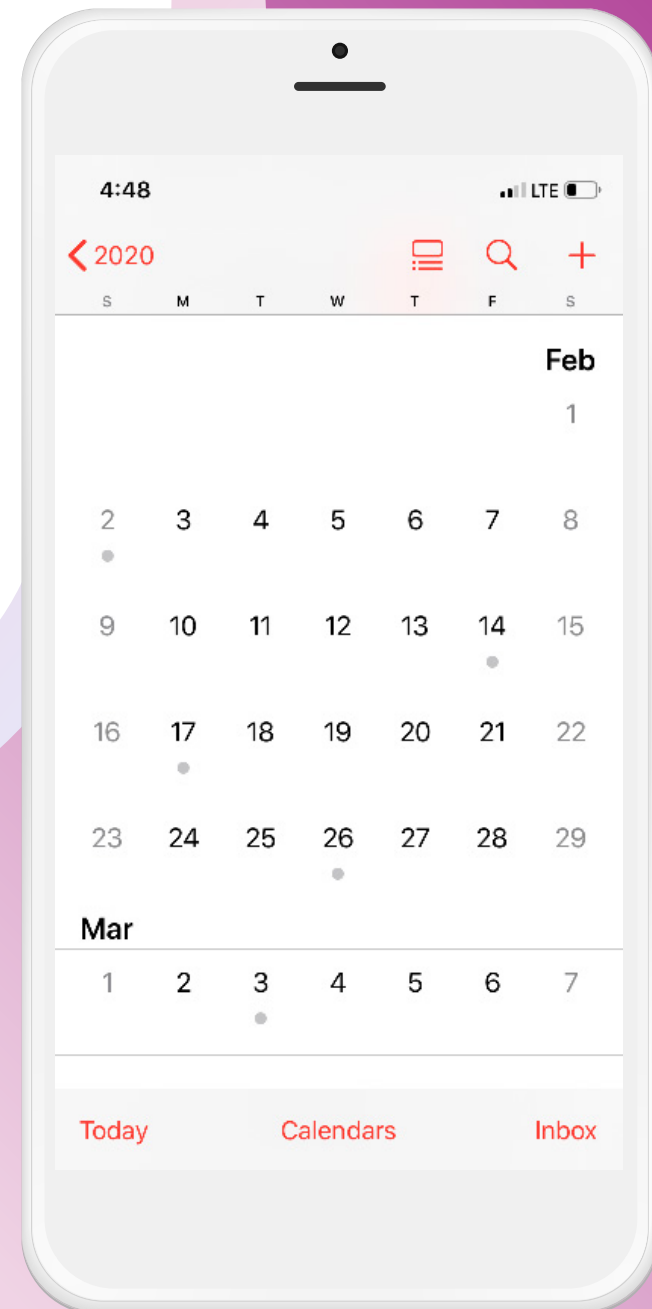 4:48 LTE
2020
S M T W T F S
Feb
1
2 3 4 5 6 7 8
9 10 11 12 13 14 15
16 17 18 19 20 21 22
23 24 25 26 27 28 29
Mar
1 2 3 4 5 6 7
Today Calendars Inbox